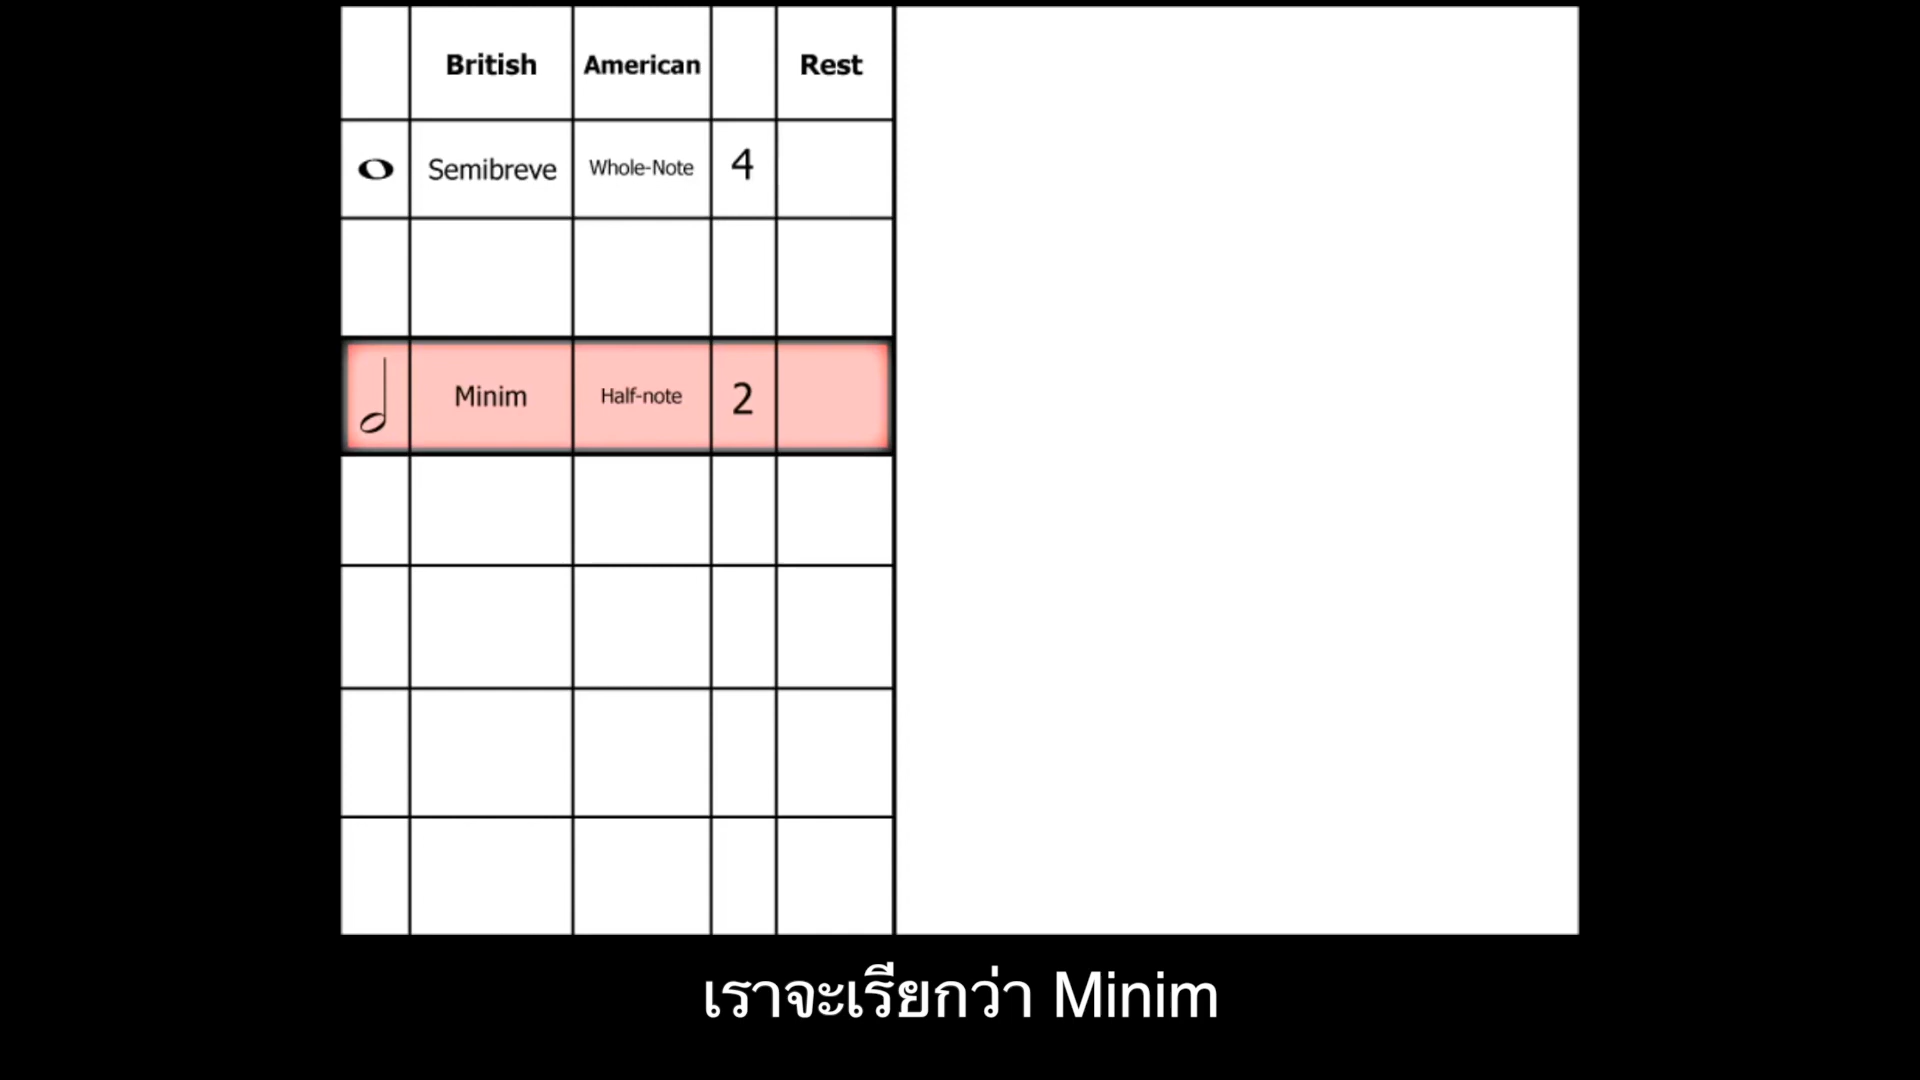 British American Rest
Semibreve Whole-Note 4
Minim Half-note 2
เราจะเรียกว่า Minim